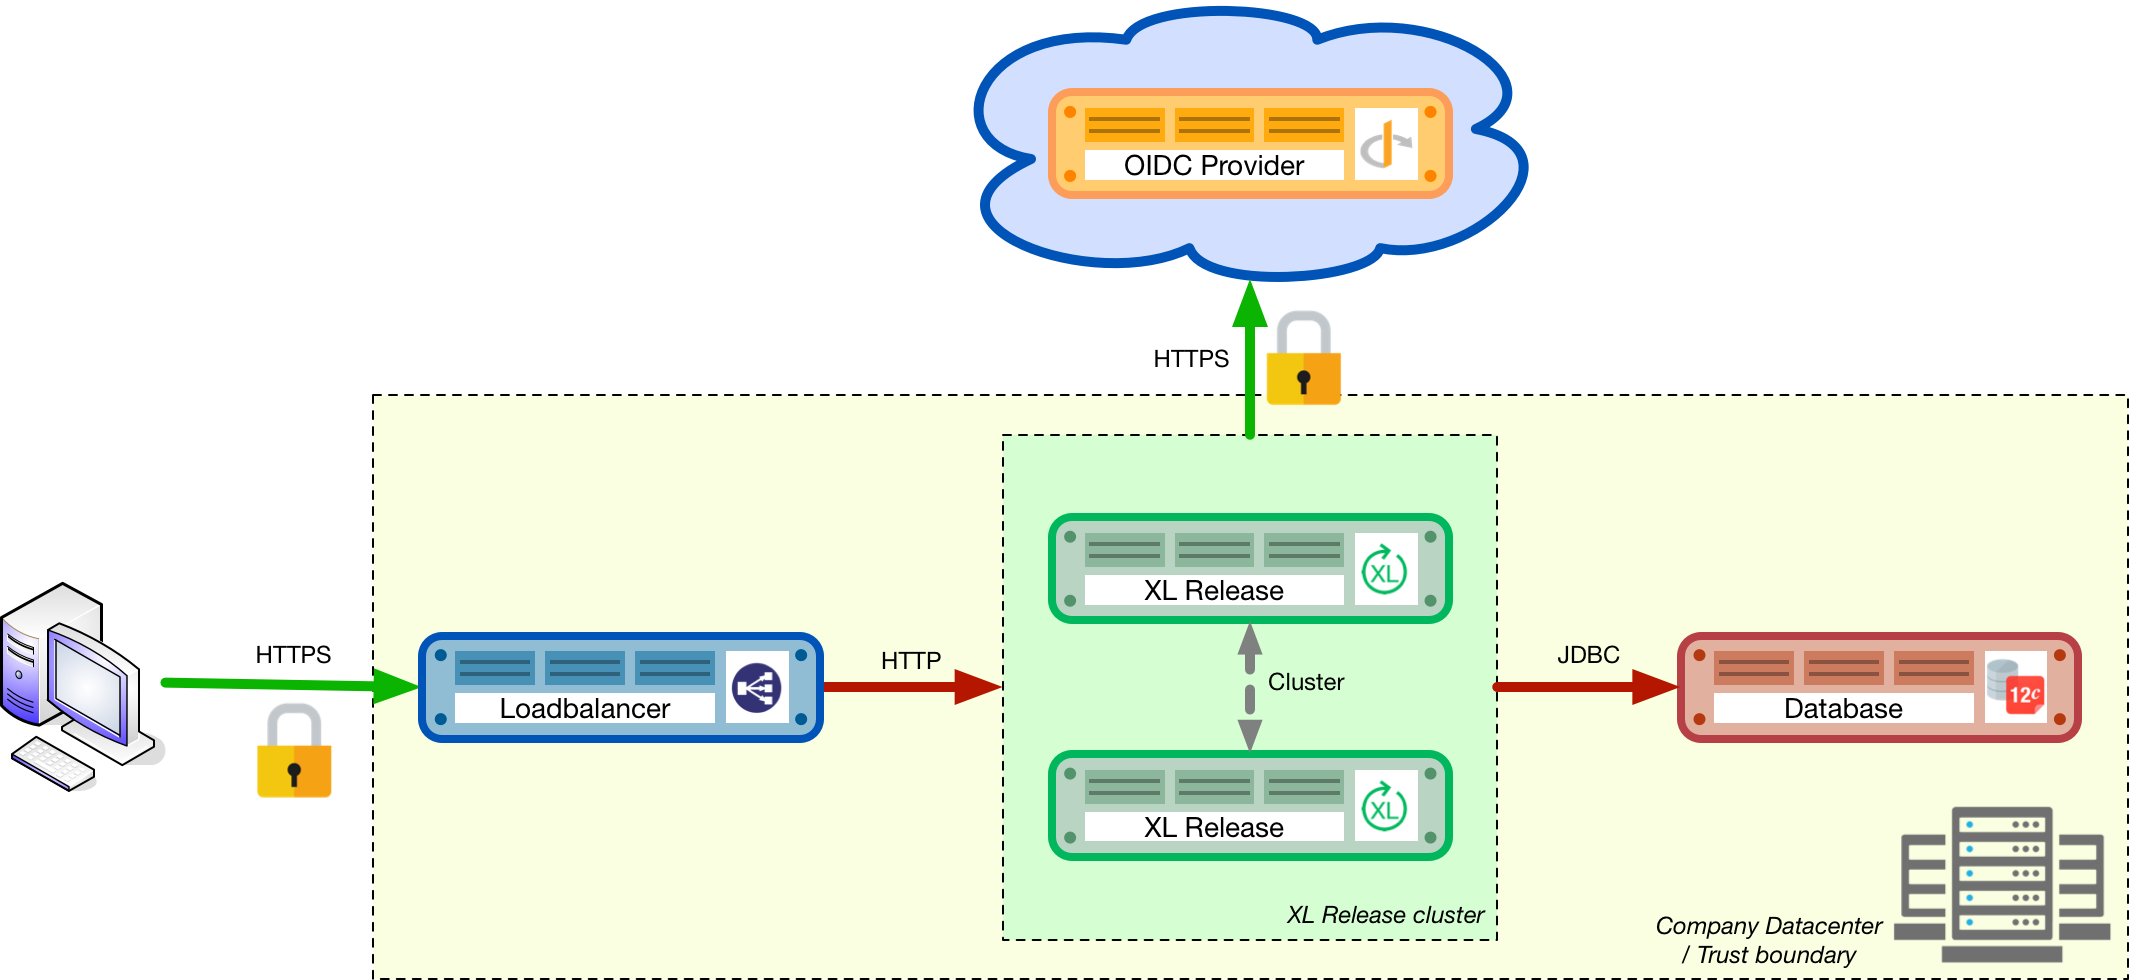 OIDC Provider
HTTPS
XL Release
XL
HTTPS
Loadbalancer
HTTP
Cluster
JDBC
Database
12c
XL Release
XL
XL Release cluster
Company Datacenter
/ Trust boundary